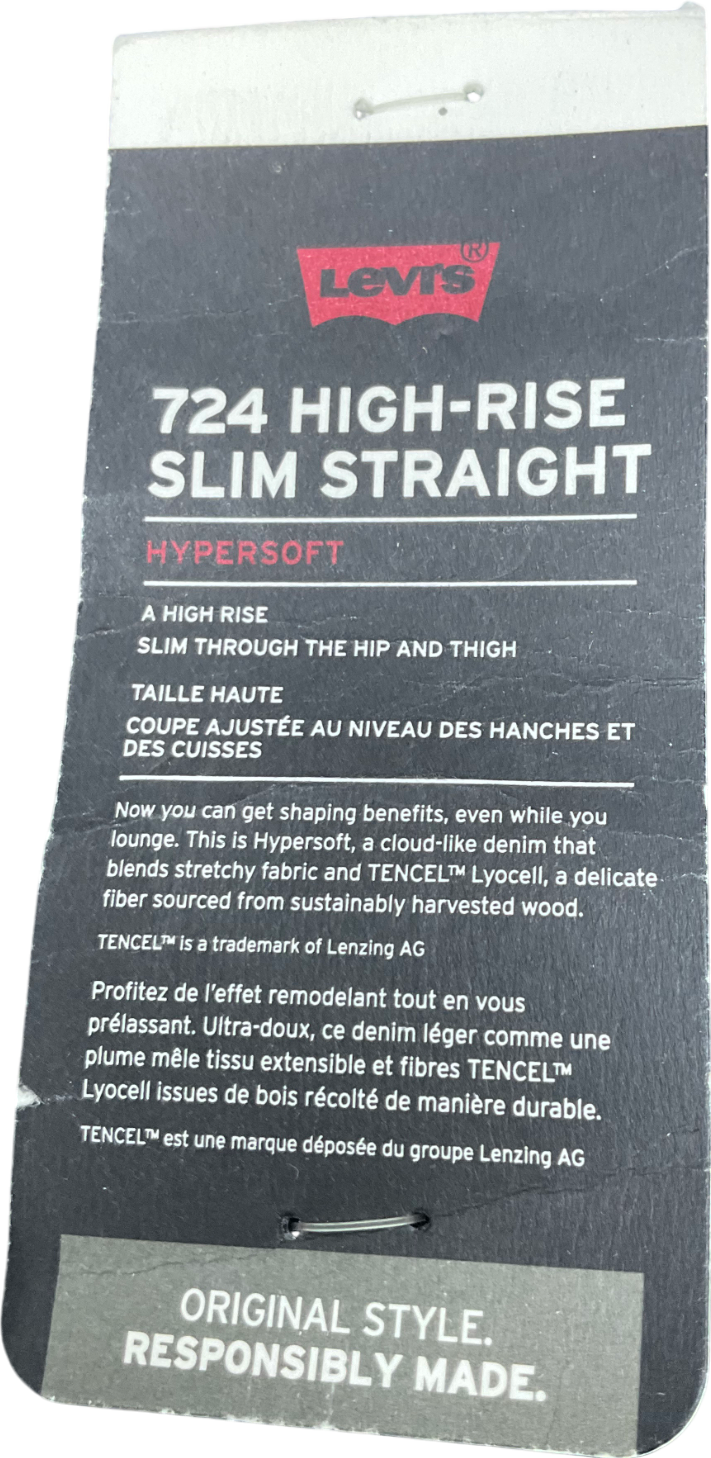 Levi's®
724 HIGH-RISE
SLIM STRAIGHT
HYPERSOFT
A HIGH RISE
SLIM THROUGH THE HIP AND THIGH
TAILLE HAUTE
COUPE AJUSTÉE AU NIVEAU DES HANCHES ET
DES CUISSES
Now you can get shaping benefits, even while you
lounge. This is Hypersoft, a cloud-like denim that
blends stretchy fabric and TENCEL™ Lyocell, a delicate
fiber sourced from sustainably harvested wood.
TENCEL™ is a trademark of Lenzing AG
Profitez de l'effet remodelant tout en vous
prélassant. Ultra-doux, ce denim léger comme une
plume mêle tissu extensible et fibres TENCEL™
Lyocell issues de bois récolté de manière durable.
TENCEL™ est une marque déposée du groupe Lenzing AG
ORIGINAL STYLE.
RESPONSIBLY MADE.